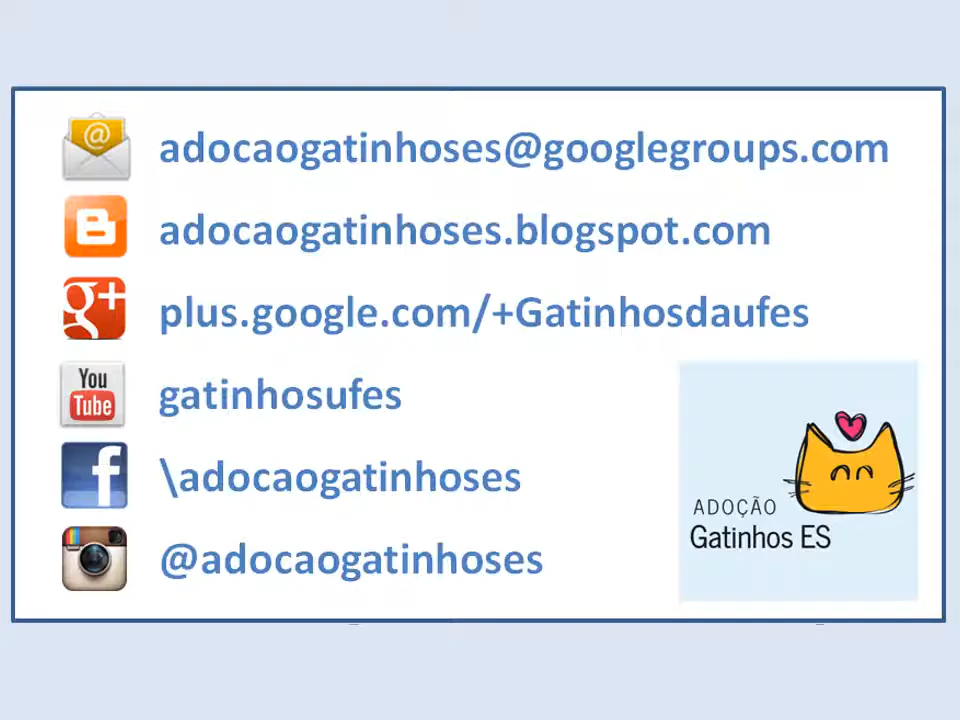 adocaogatinhoses@googlegroups.com
adocaogatinhoses.blogspot.com
g+ plus.google.com/+Gatinhosdaufes
You Tube gatinhosufes
f \adocaogatinhoses
@adocaogatinhoses
ADOÇÃO
Gatinhos ES